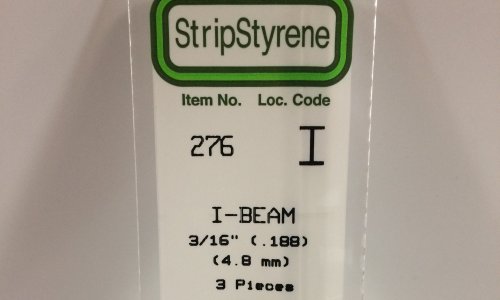 StripStyrene
Item No. Loc. Code
276 I
I-BEAM
3/16" (.188)
(4.8 mm)
3 Pieces